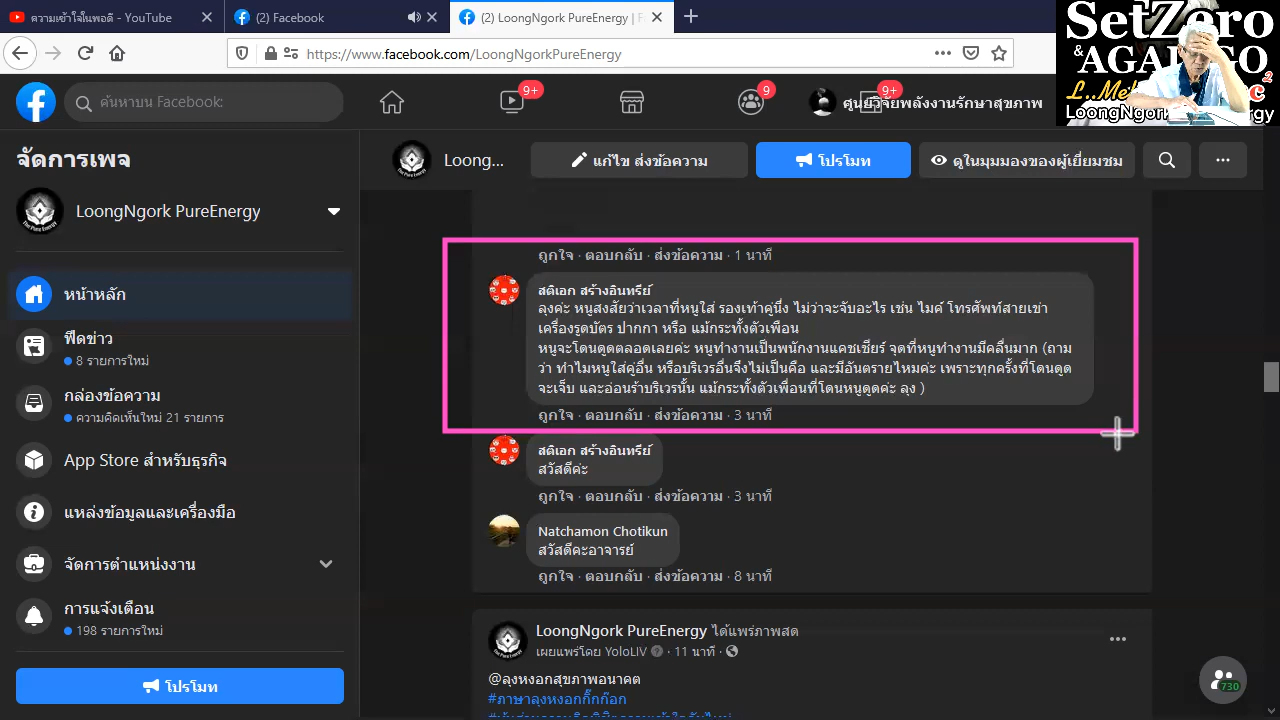 ความเข้าใจในพอดี - YouTube
(2) Facebook
(2) LoongNgork PureEnergy | F
https://www.facebook.com/LoongNgorkPureEnergy
SetZero
&
L..Me
LoongNgork
ค้นหาบน Facebook
9+
9
9+
ศูนย์วิจัยพลังงานรักษาสุขภาพ
จัดการเพจ
LoongNgork PureEnergy
Loong...
แก้ไข ส่งข้อความ
โปรโมท
ดูในมุมมองของผู้เยี่ยมชม
หน้าหลัก
ฟีดข่าว
8 รายการใหม่
กล่องข้อความ
ความคิดเห็นใหม่ 21 รายการ
App Store สำหรับธุรกิจ
แหล่งข้อมูลและเครื่องมือ
จัดการตำแหน่งงาน
การแจ้งเตือน
198 รายการใหม่
โปรโมท
ถูกใจ · ตอบกลับ · ส่งข้อความ · 1 นาที
สติเอก สร้างอินทรีย์
ลุงค่ะ หนูสงสัยว่าเวลาที่หนูใส่ รองเท้าคู่นึ่ง ไม่ว่าจะจับอะไร เช่น ไมค์ โทรศัพท์สายเข่า
เครื่องรูดบัตร ปากกา หรือ แม้กระทั้งตัวเพือน
หนูจะโดนดูดตลอดเลยค่ะ หนูทำงานเป็นพนักงานแคชเชียร์ จุดที่หนูทำงานมีคลื่นมาก (ถาม
ว่า ทำไมหนูใส่คู่อื่น หรือบริเวรอื่นจึงไม่เป็นคือ และมีอันตรายไหมค่ะ เพราะทุกครั้งที่โดนดูด
จะเจ็บ และอ่อนร้าบริเวรนั้น แม้กระทั้งตัวเพื่อนที่โดนหนูดูดค่ะ ลุง )
ถูกใจ · ตอบกลับ · ส่งข้อความ · 3 นาที
สติเอก สร้างอินทรีย์
สวัสดีค่ะ
ถูกใจ · ตอบกลับ · ส่งข้อความ · 3 นาที
Natchamon Chotikun
สวัสดีคะอาจารย์
ถูกใจ · ตอบกลับ · ส่งข้อความ · 8 นาที
LoongNgork PureEnergy ได้แพร่ภาพสด
เผยแพร่โดย YoloLIV · 11 นาที ·
@ลุงหงอกสุขภาพอนาคต
#ภาษาลุงหงอกกิ๊กก๊อก
730